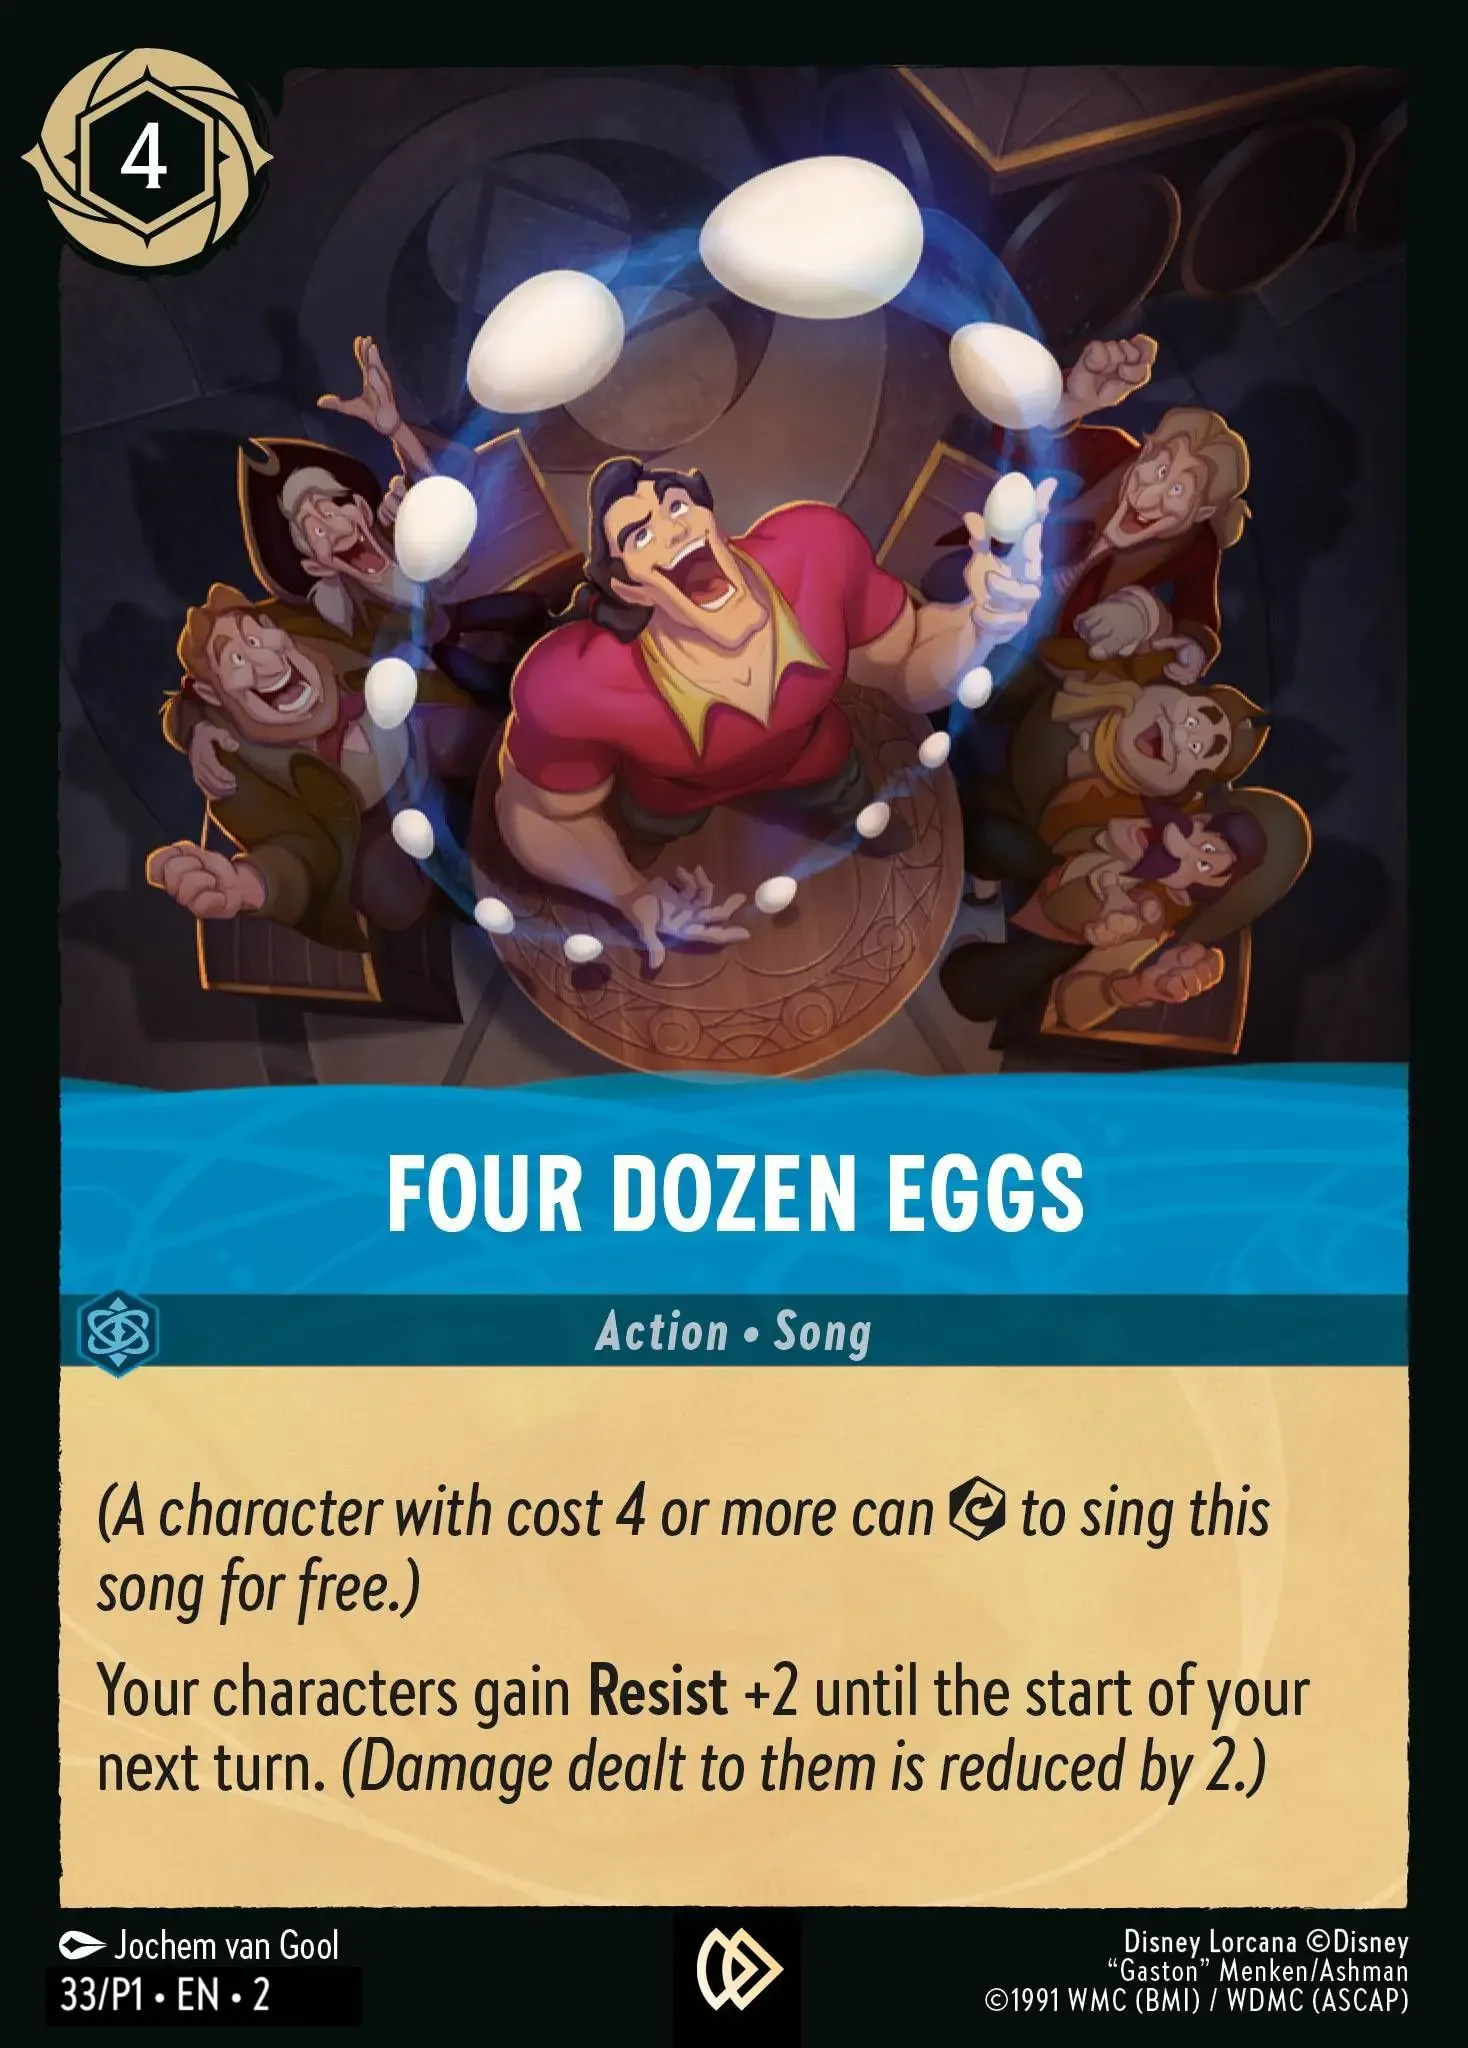 4
FOUR DOZEN EGGS
Action • Song
(A character with cost 4 or more can to sing this
song for free.)
Your characters gain Resist +2 until the start of your
next turn. (Damage dealt to them is reduced by 2.)
Jochem van Gool
33/P1 • EN • 2
Disney Lorcana ©Disney
“Gaston” Menken/Ashman
©1991 WMC (BMI) / WDMC (ASCAP)